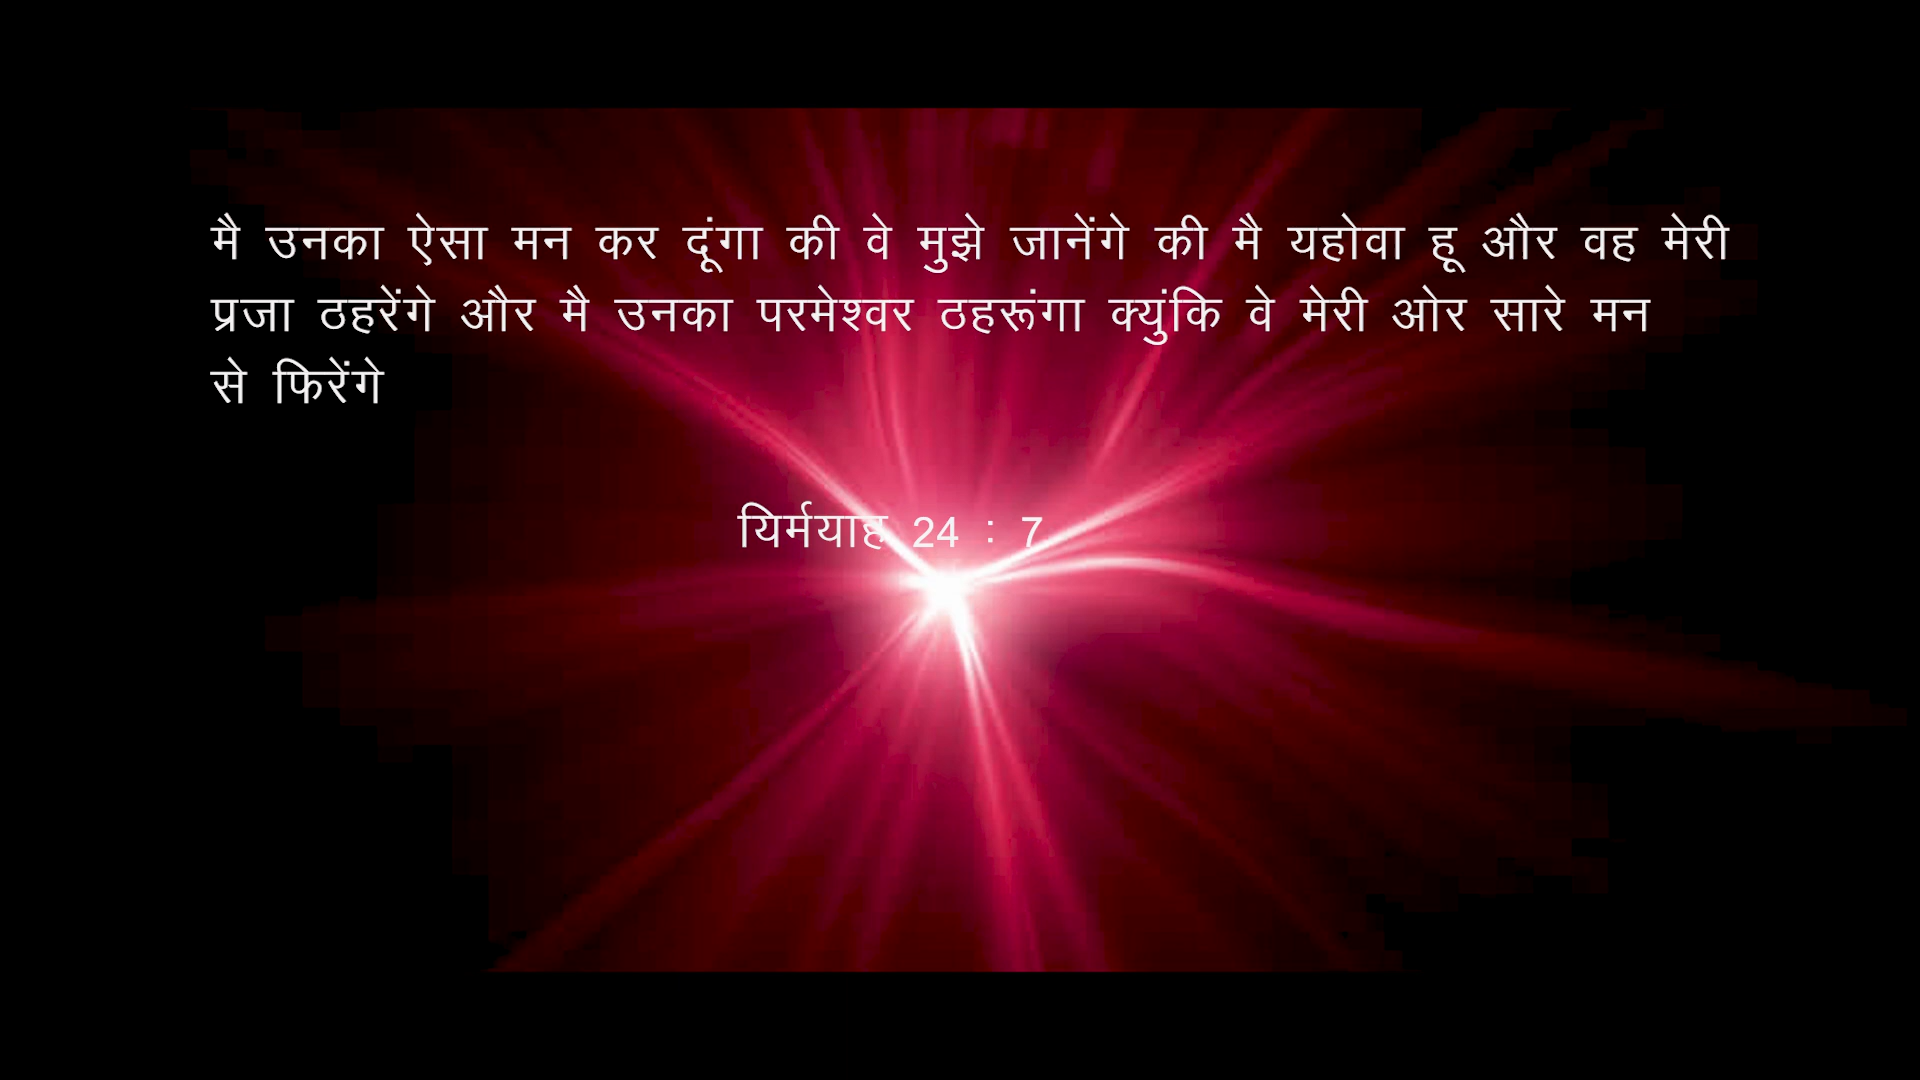 मै उनका ऐसा मन कर दूंगा की वे मुझे जानेंगे की मै यहोवा हू और वह मेरी
प्रजा ठहरेंगे और मै उनका परमेश्वर ठहरूंगा क्युंकि वे मेरी ओर सारे मन
से फिरेंगे
यिर्मयाह 24 : 7